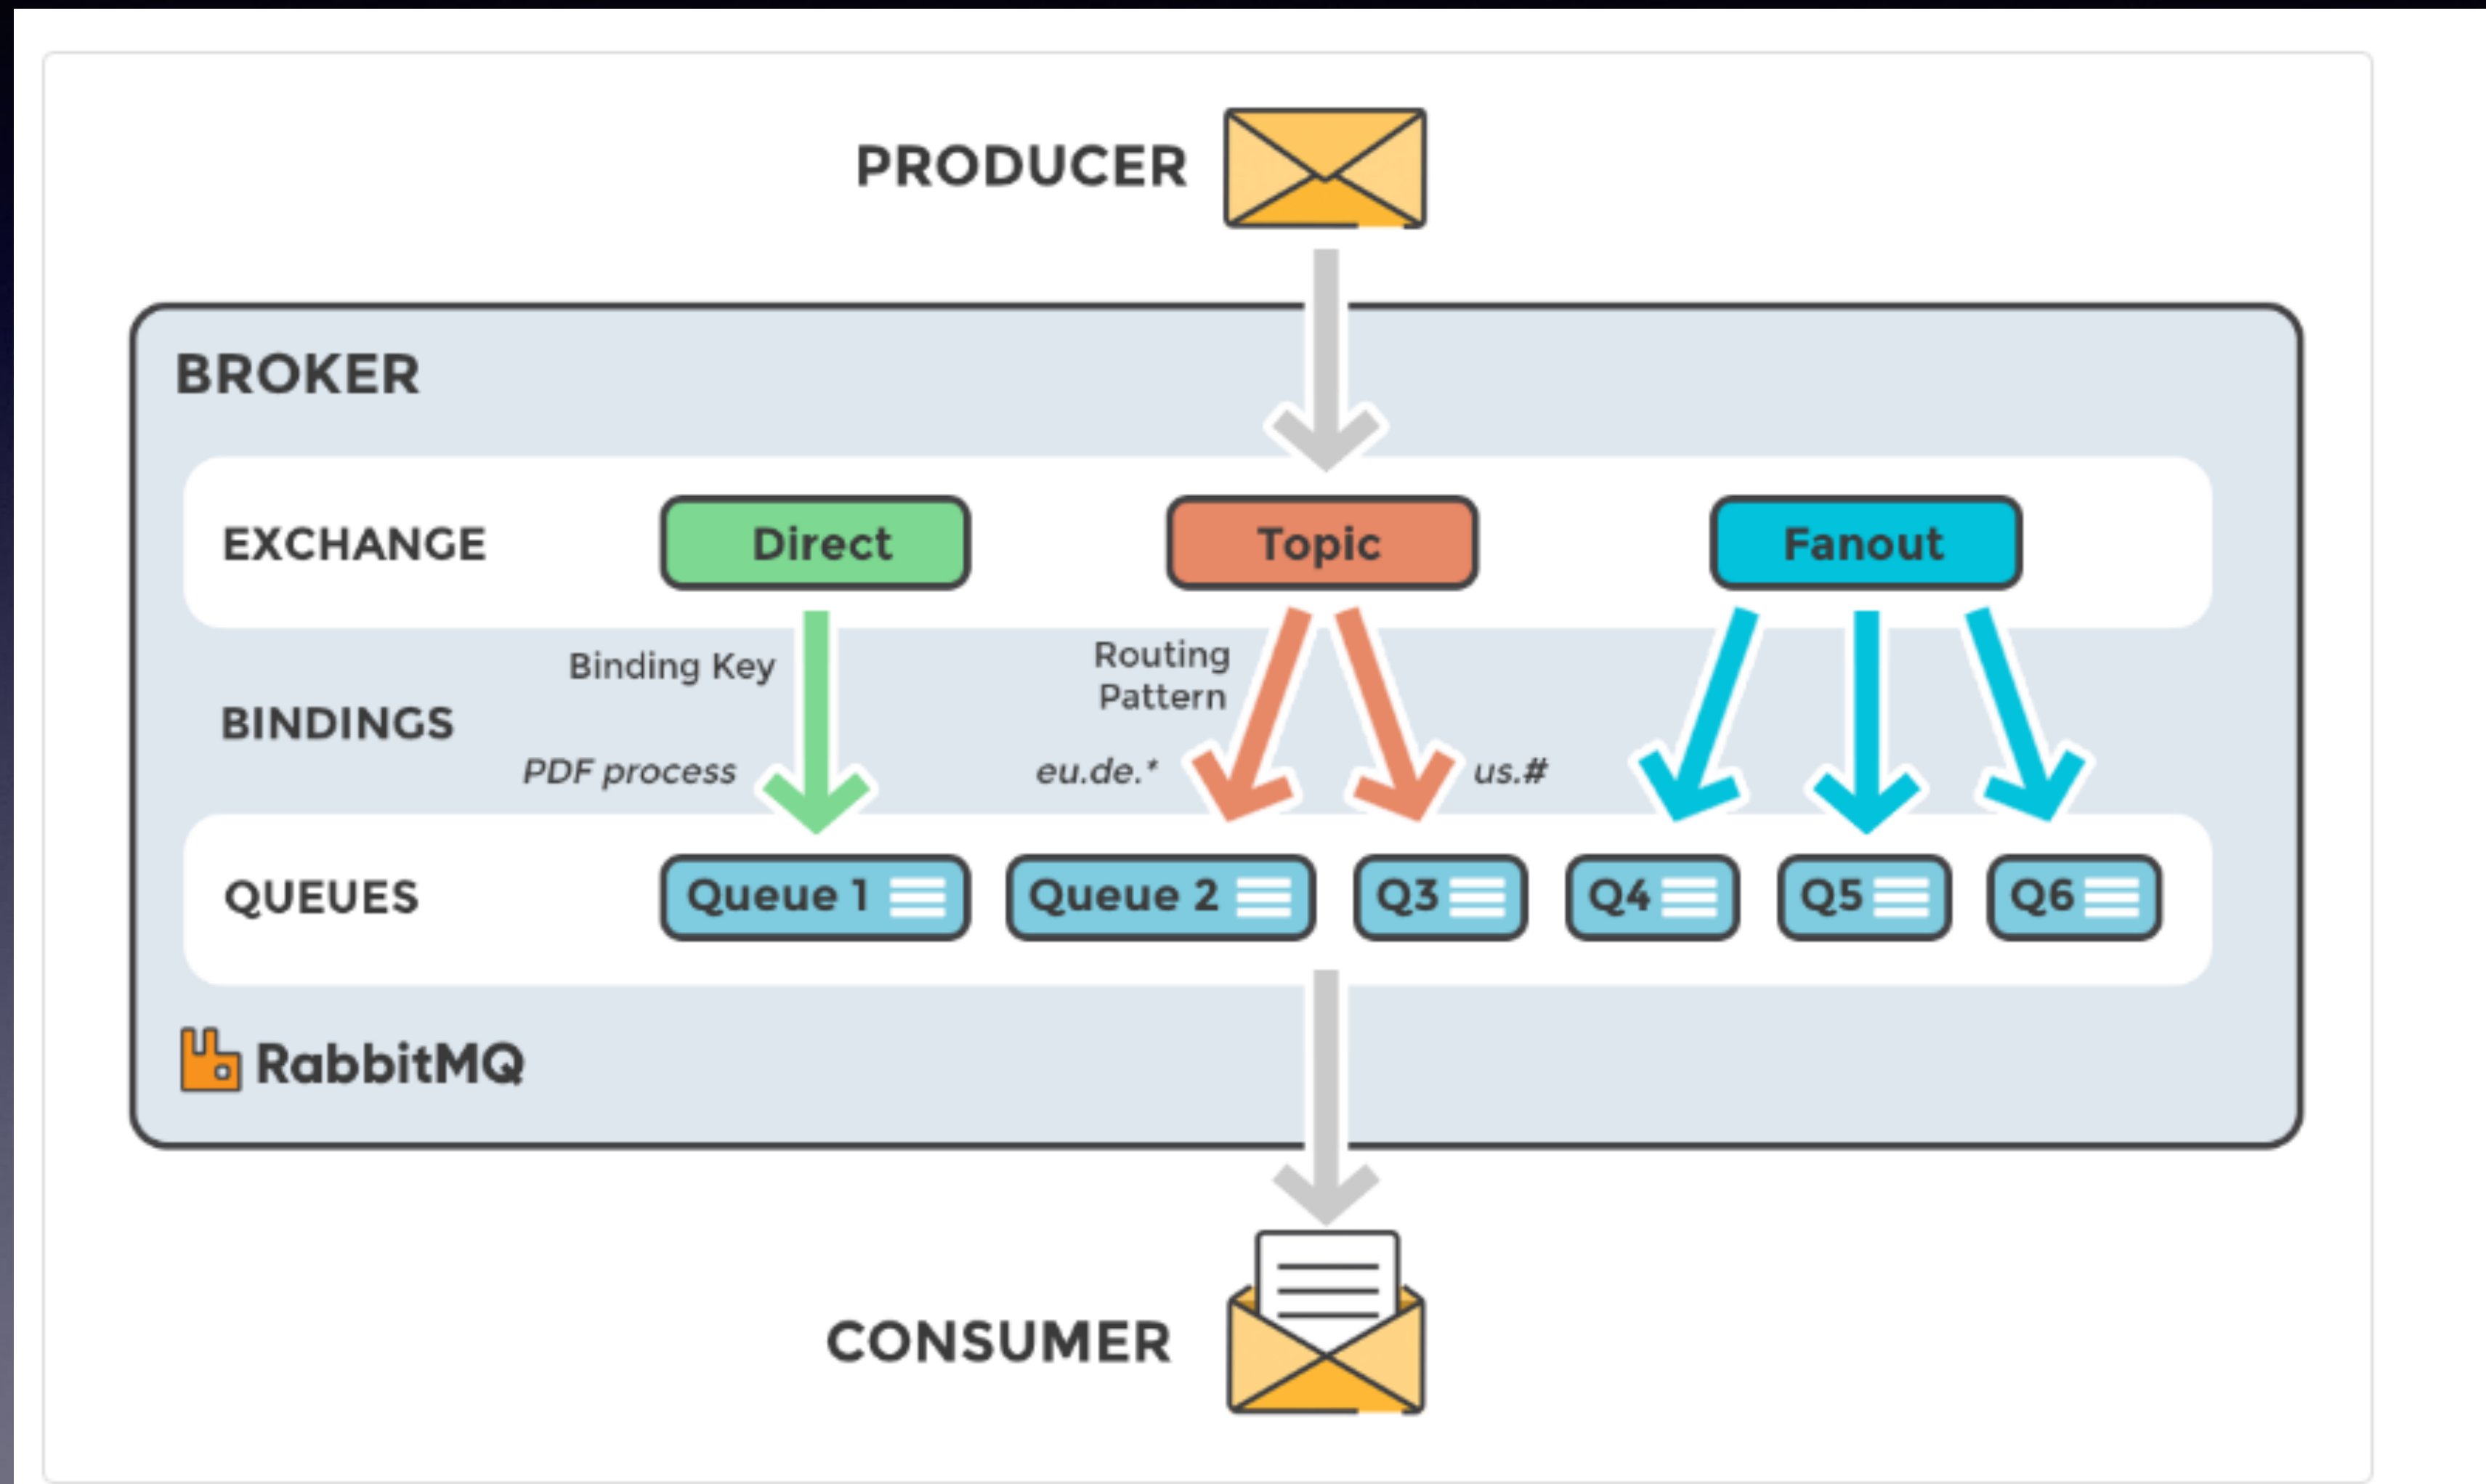 PRODUCER
BROKER
EXCHANGE
Direct
Topic
Fanout
BINDINGS
Binding Key
PDF process
Routing
Pattern
eu.de.*
us.#
QUEUES
Queue 1
Queue 2
Q3
Q4
Q5
Q6
RabbitMQ
CONSUMER